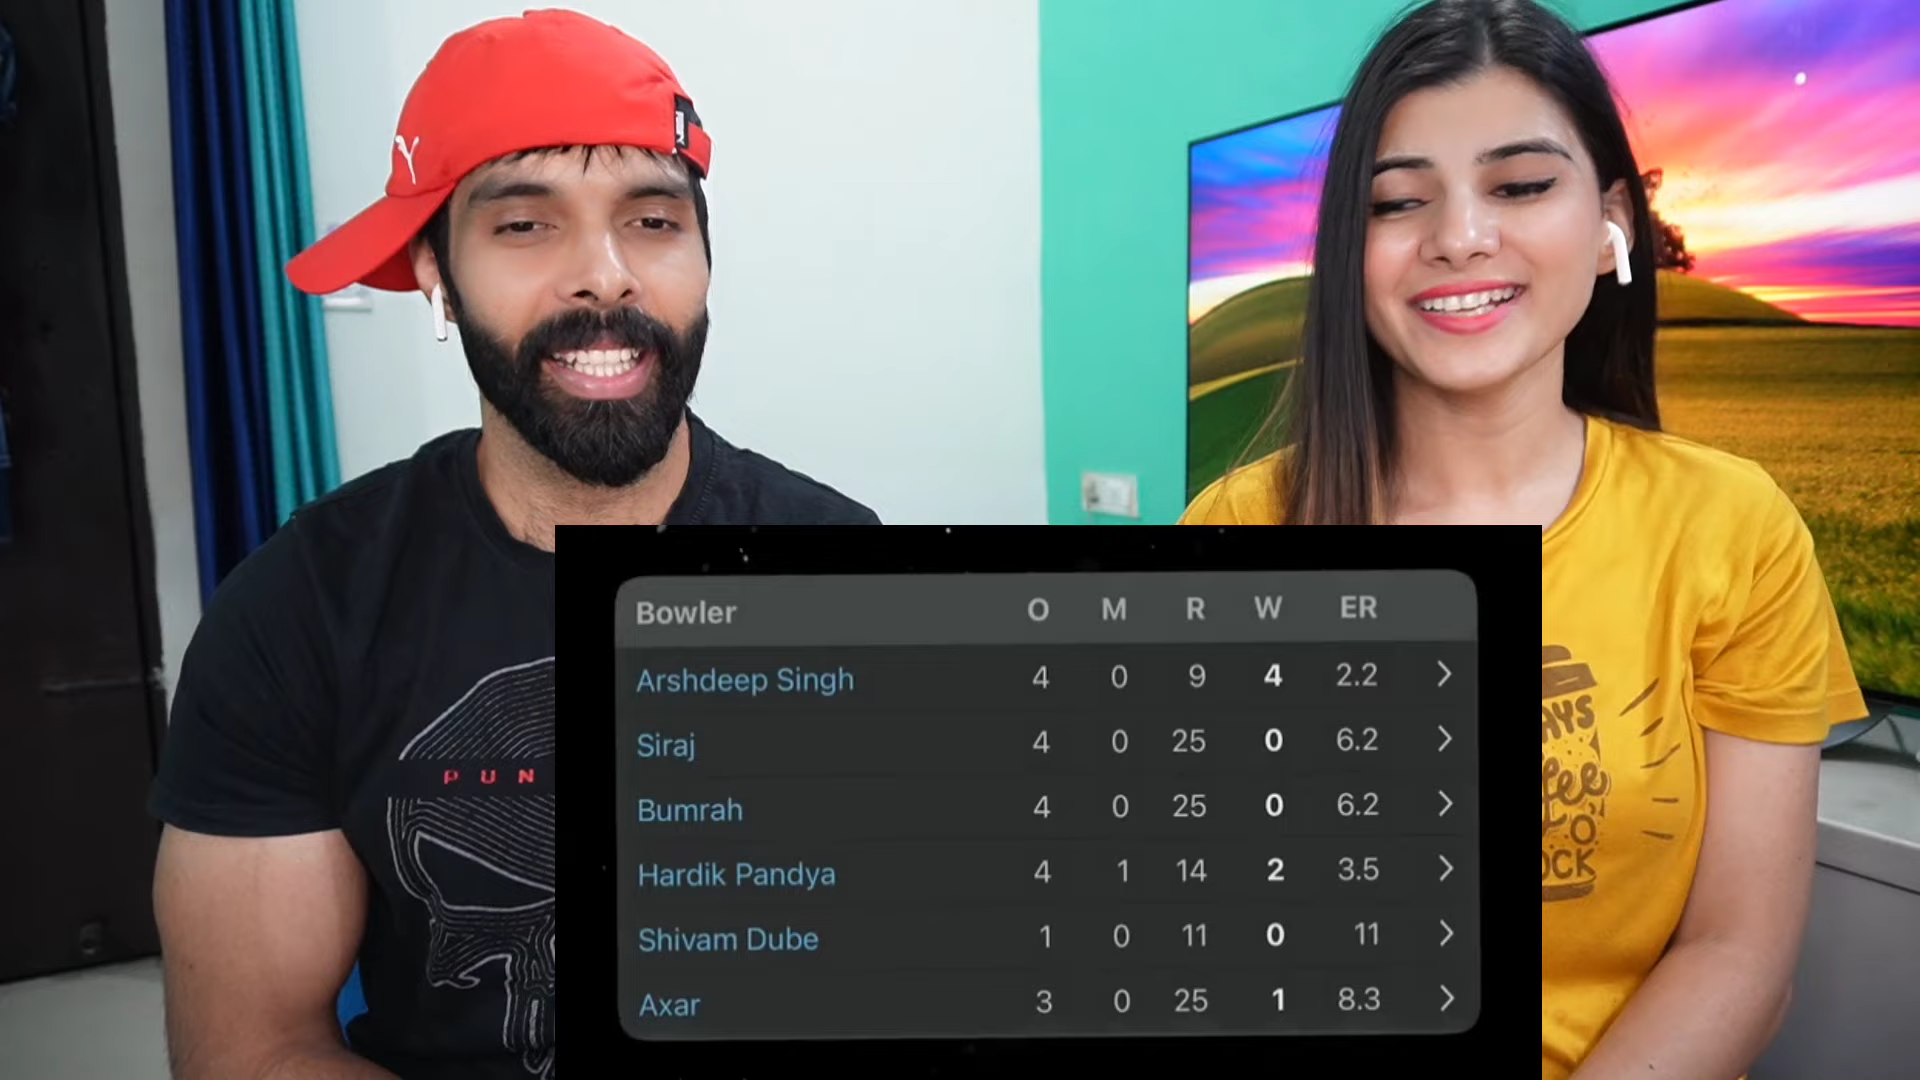 PUN
Bowler O M R W ER
Arshdeep Singh 4 0 9 4 2.2
Siraj 4 0 25 0 6.2
Bumrah 4 0 25 0 6.2
Hardik Pandya 4 1 14 2 3.5
Shivam Dube 1 0 11 0 11
Axar 3 0 25 1 8.3